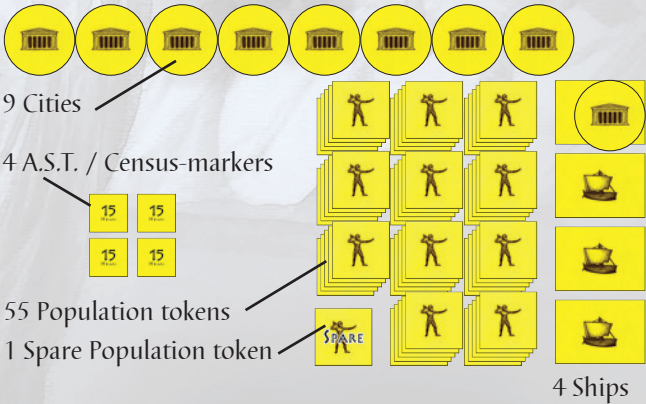 9 Cities
4 A.S.T. / Census-markers
15 15
15 15
55 Population tokens
1 Spare Population token
SPARE
4 Ships